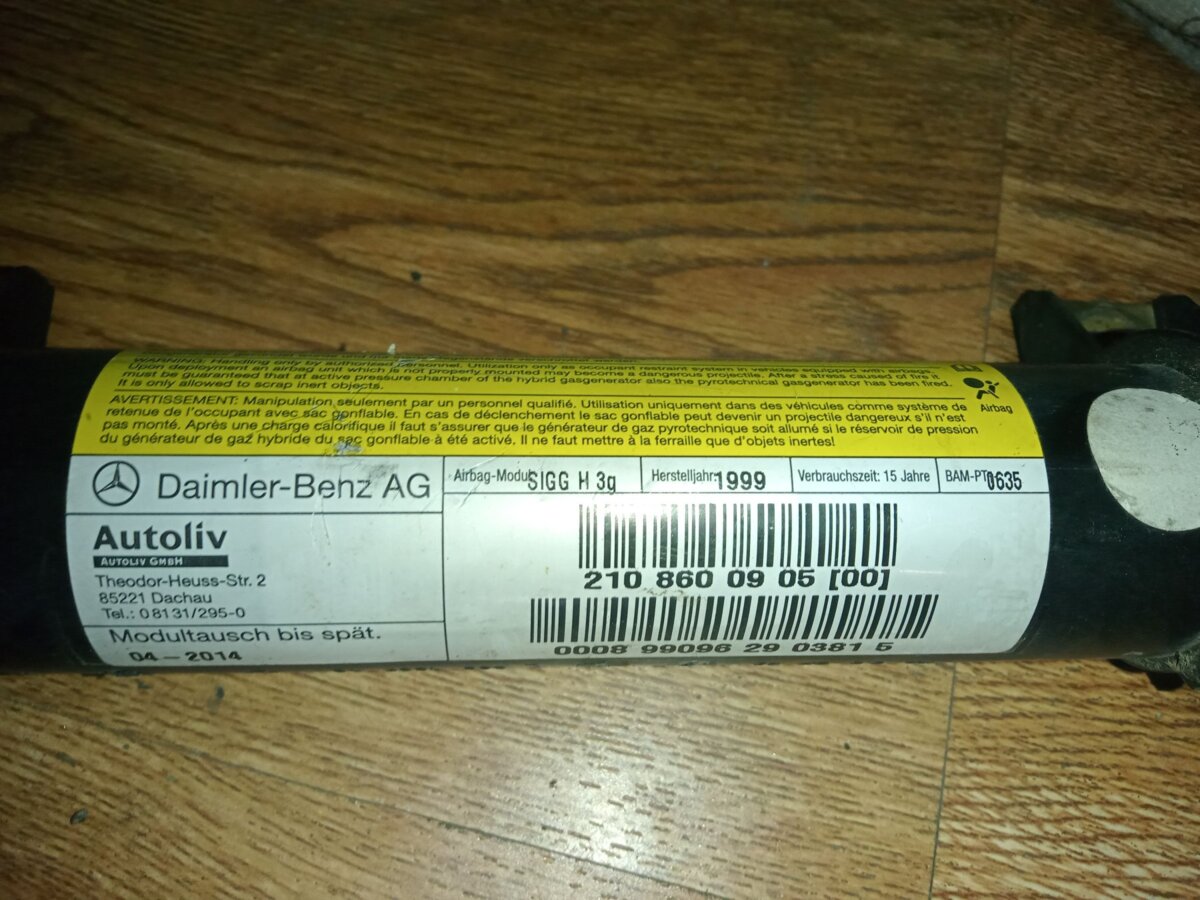 WARNING: Handling only by authorised personnel. Utilization only as occupant restraint system in vehicles equipped with airbags.
Upon deployment an airbag unit which is not properly mounted may become a dangerous projectile. After a stress caused of fire it
must be guaranteed that at active pressure chamber of the hybrid gasgenerator also the pyrotechnical gasgenerator has been fired.
It is only allowed to scrap inert objects.
AVERTISSEMENT: Manipulation seulement par un personnel qualifié. Utilisation uniquement dans des véhicules comme système de
retenue de l'occupant avec sac gonflable. En cas de déclenchement le sac gonflable peut devenir un projectile dangereux s'il n'est
pas monté. Après une charge calorifique il faut s'assurer que le générateur de gaz pyrotechnique soit allumé si le réservoir de pression
du générateur de gaz hybride du sac gonflable à été activé. Il ne faut mettre à la ferraille que d'objets inertes!
Airbag
Daimler-Benz AG
Airbag-Modul: SIGG H 3g
Herstelljahr: 1999
Verbrauchszeit: 15 Jahre
BAM-PT 0635
Autoliv
AUTOLIV GMBH
Theodor-Heuss-Str. 2
85221 Dachau
Tel.: 0 81 31/295-0
Modultausch bis spät.
04-2014
210 860 09 05 [00]
0008 99096 29 0381 5